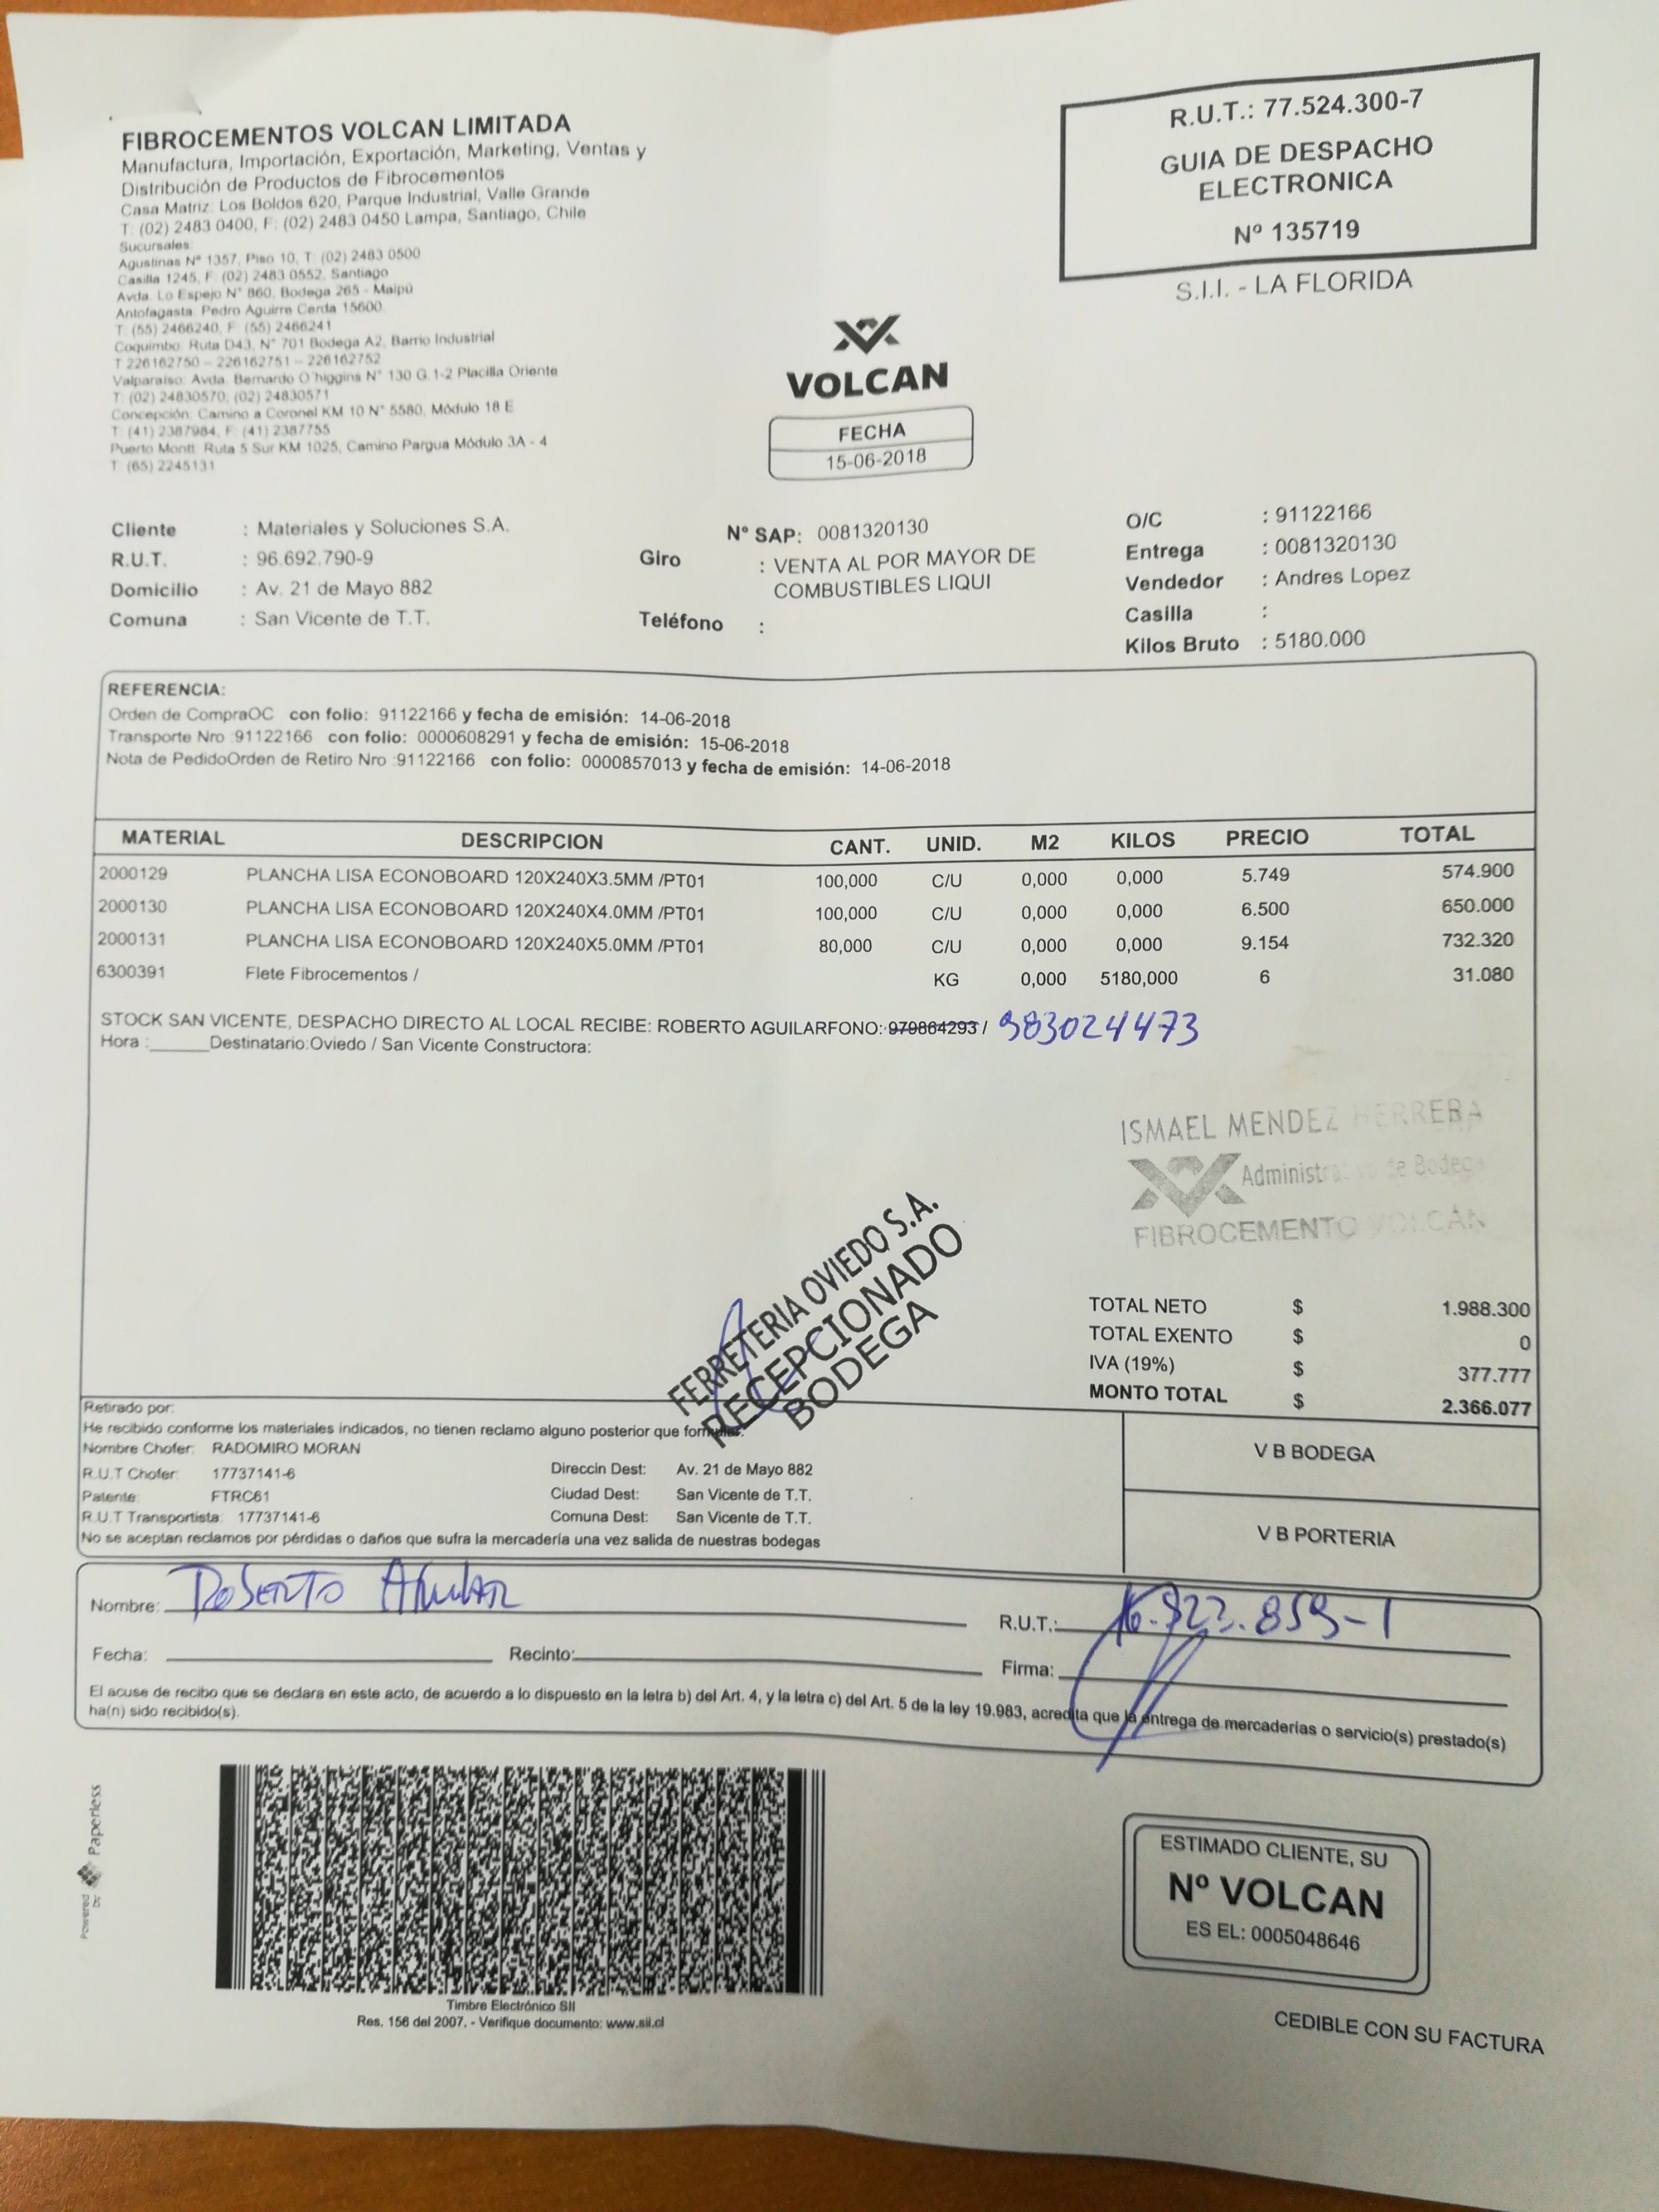 FIBROCEMENTOS VOLCAN LIMITADA
Manufactura, Importación, Exportación, Marketing, Ventas y
Distribución de Productos de Fibrocementos
Casa Matriz: Los Boldos 620, Parque Industrial, Valle Grande
T: (02) 2483 0400, F: (02) 2483 0450 Lampa, Santiago, Chile
Sucursales:
Agustinas N° 1357, Piso 10, T: (02) 2483 0500
Casilla 1245, F: (02) 2483 0552, Santiago
Avda. Lo Espejo N° 860, Bodega 265 - Maipú
Antofagasta: Pedro Aguirre Cerda 15600.
T: (55) 2466240, F: (55) 2466241
Coquimbo: Ruta D43, N° 701 Bodega A2, Barrio Industrial
T 226162750 – 226162751 – 226162752
Valparaíso: Avda. Bernardo O'higgins N° 130 G.1-2 Placilla Oriente
T: (02) 24830570, (02) 24830571
Concepción: Camino a Coronel KM 10 N° 5580, Módulo 18 E
T: (41) 2387984, F: (41) 2387755
Puerto Montt: Ruta 5 Sur KM 1025, Camino Pargua Módulo 3A - 4
T: (65) 2245131
R.U.T.: 77.524.300-7
GUIA DE DESPACHO
ELECTRONICA
Nº 135719
S.I.I. - LA FLORIDA
VOLCAN
FECHA
15-06-2018
Cliente : Materiales y Soluciones S.A.
R.U.T. : 96.692.790-9
Domicilio : Av. 21 de Mayo 882
Comuna : San Vicente de T.T.
N° SAP: 0081320130
Giro : VENTA AL POR MAYOR DE
COMBUSTIBLES LIQUI
Teléfono :
O/C : 91122166
Entrega : 0081320130
Vendedor : Andres Lopez
Casilla :
Kilos Bruto : 5180.000
REFERENCIA:
Orden de CompraOC con folio: 91122166 y fecha de emisión: 14-06-2018
Transporte Nro :91122166 con folio: 0000608291 y fecha de emisión: 15-06-2018
Nota de PedidoOrden de Retiro Nro :91122166 con folio: 0000857013 y fecha de emisión: 14-06-2018
MATERIAL DESCRIPCION CANT. UNID. M2 KILOS PRECIO TOTAL
2000129 PLANCHA LISA ECONOBOARD 120X240X3.5MM /PT01 100,000 C/U 0,000 0,000 5.749 574.900
2000130 PLANCHA LISA ECONOBOARD 120X240X4.0MM /PT01 100,000 C/U 0,000 0,000 6.500 650.000
2000131 PLANCHA LISA ECONOBOARD 120X240X5.0MM /PT01 80,000 C/U 0,000 0,000 9.154 732.320
6300391 Flete Fibrocementos / KG 0,000 5180,000 6 31.080
STOCK SAN VICENTE, DESPACHO DIRECTO AL LOCAL RECIBE: ROBERTO AGUILARFONO: 979864293 / 983024473
Hora :______Destinatario:Oviedo / San Vicente Constructora:
ISMAEL MENDEZ HERRERA
Administrativo de Bodega
FIBROCEMENTO VOLCÁN
FERRETERIA OVIEDO S.A.
RECEPCIONADO
BODEGA
TOTAL NETO $ 1.988.300
TOTAL EXENTO $ 0
IVA (19%) $ 377.777
MONTO TOTAL $ 2.366.077
Retirado por:
He recibido conforme los materiales indicados, no tienen reclamo alguno posterior que formular.
Nombre Chofer: RADOMIRO MORAN
R.U.T Chofer: 17737141-6
Patente: FTRC61
R.U.T Transportista: 17737141-6
Direccin Dest: Av. 21 de Mayo 882
Ciudad Dest: San Vicente de T.T.
Comuna Dest: San Vicente de T.T.
No se aceptan reclamos por pérdidas o daños que sufra la mercadería una vez salida de nuestras bodegas
V B BODEGA
V B PORTERIA
Nombre: Roberto Aguilar
R.U.T.: 16.922.859-1
Fecha: Recinto: Firma:
El acuse de recibo que se declara en este acto, de acuerdo a lo dispuesto en la letra b) del Art. 4, y la letra c) del Art. 5 de la ley 19.983, acredita que la entrega de mercaderías o servicio(s) prestado(s)
ha(n) sido recibido(s).
Powered by Paperless
Timbre Electrónico SII
Res. 156 del 2007, - Verifique documento: www.sii.cl
ESTIMADO CLIENTE, SU
Nº VOLCAN
ES EL: 0005048646
CEDIBLE CON SU FACTURA